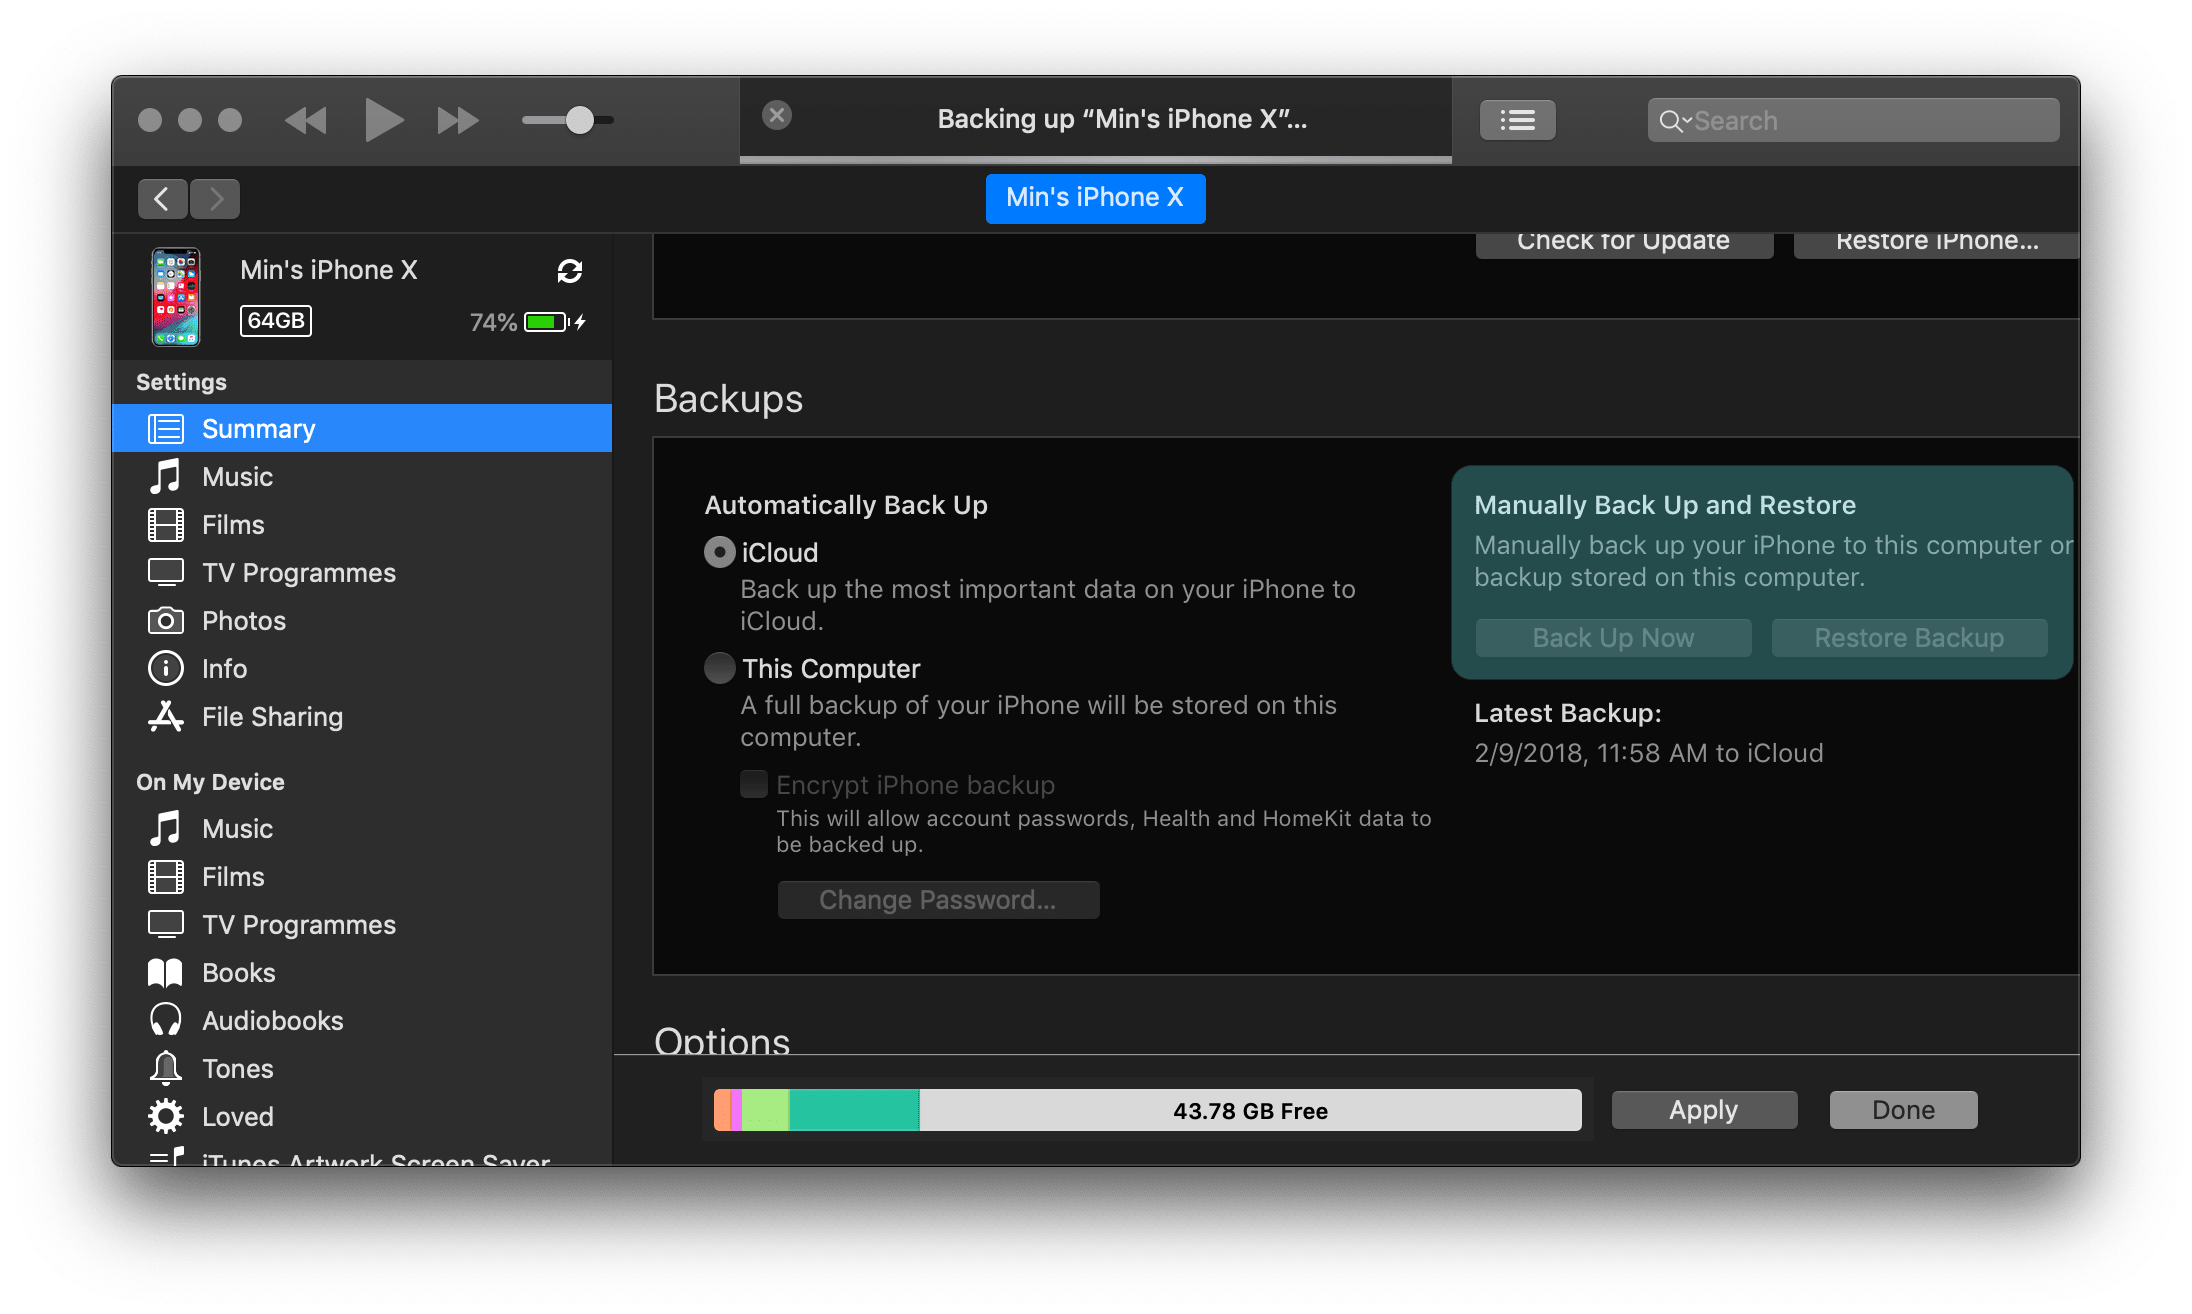 Backing up “Min's iPhone X”...
Search
Min's iPhone X
Min's iPhone X
64GB
74%
Settings
Summary
Music
Films
TV Programmes
Photos
Info
File Sharing
On My Device
Music
Films
TV Programmes
Books
Audiobooks
Tones
Loved
iTunes Artwork Screen Saver
Check for Update
Restore iPhone...
Backups
Automatically Back Up
iCloud
Back up the most important data on your iPhone to
iCloud.
This Computer
A full backup of your iPhone will be stored on this
computer.
Encrypt iPhone backup
This will allow account passwords, Health and HomeKit data to
be backed up.
Change Password...
Manually Back Up and Restore
Manually back up your iPhone to this computer or
backup stored on this computer.
Back Up Now
Restore Backup
Latest Backup:
2/9/2018, 11:58 AM to iCloud
Options
43.78 GB Free
Apply
Done